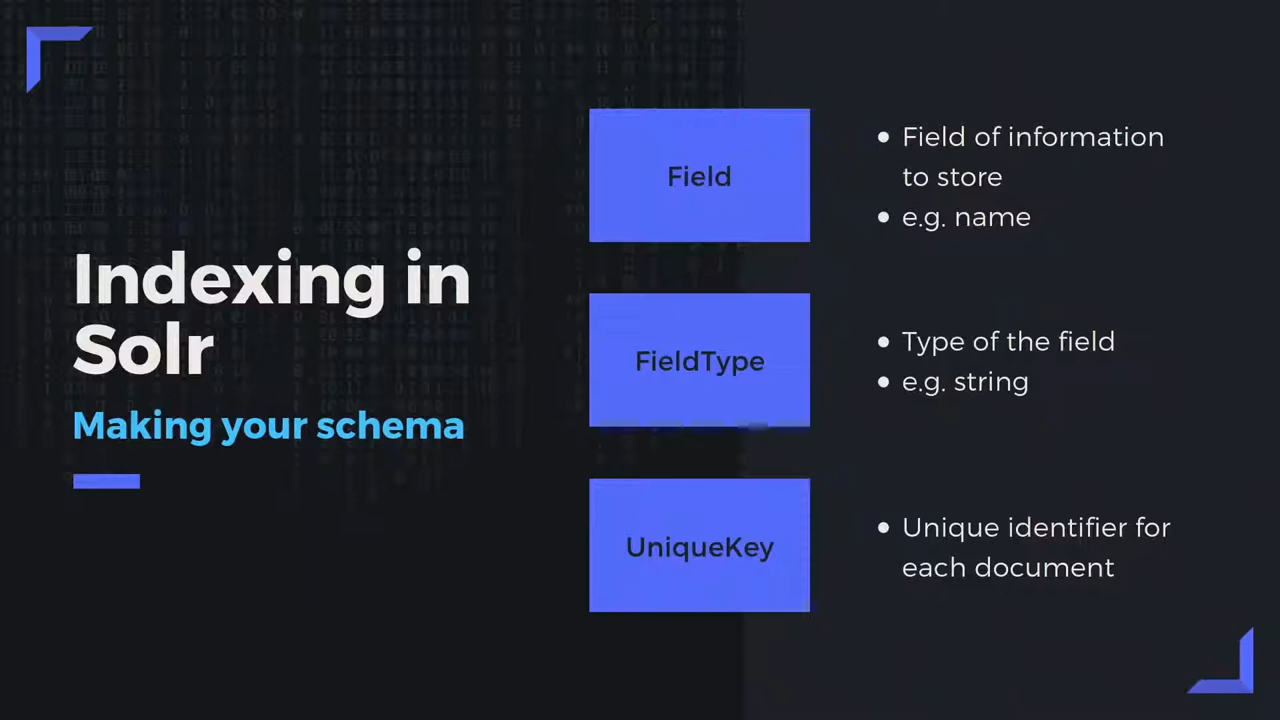 Indexing in
Solr
Making your schema
Field
• Field of information
to store
• e.g. name
FieldType
• Type of the field
• e.g. string
UniqueKey
• Unique identifier for
each document